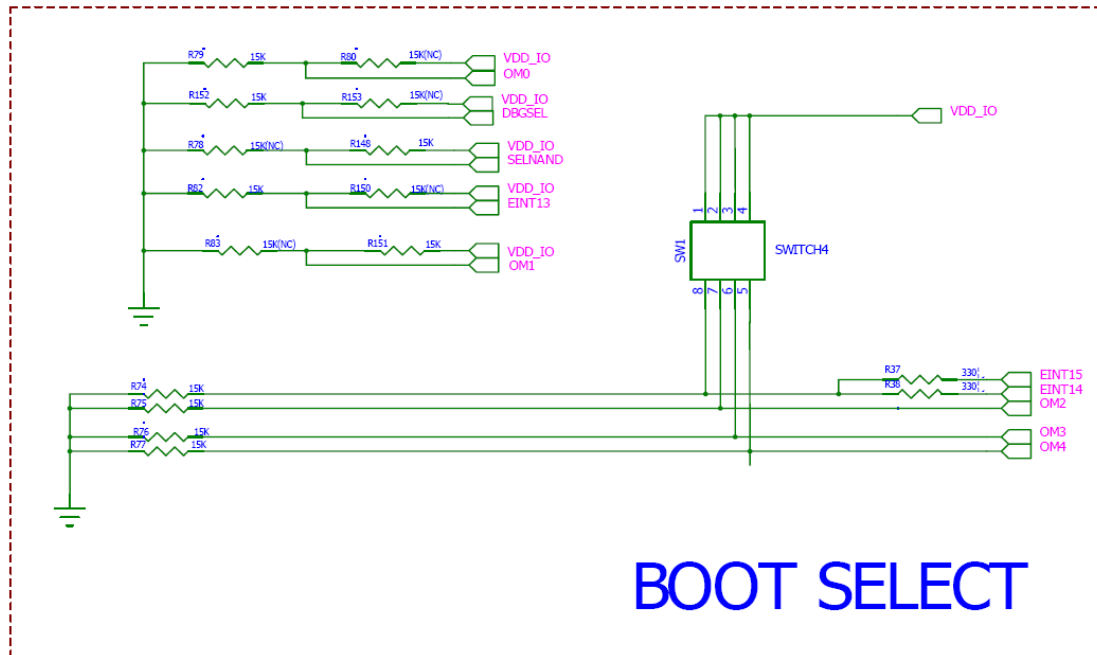 R79 15K R80 15K(NC) VDD_IO
OM0
R152 15K R153 15K(NC) VDD_IO
DBGSEL
R78 15K(NC) R148 15K VDD_IO
SELNAND
R82 15K R150 15K(NC) VDD_IO
EINT13
R83 15K(NC) R151 15K VDD_IO
OM1
VDD_IO
1 2 3 4
SW1 SWITCH4
8 7 6 5
R37 330 EINT15
R74 15K 330 EINT14
R75 15K OM2
R76 15K OM3
R77 15K OM4
BOOT SELECT